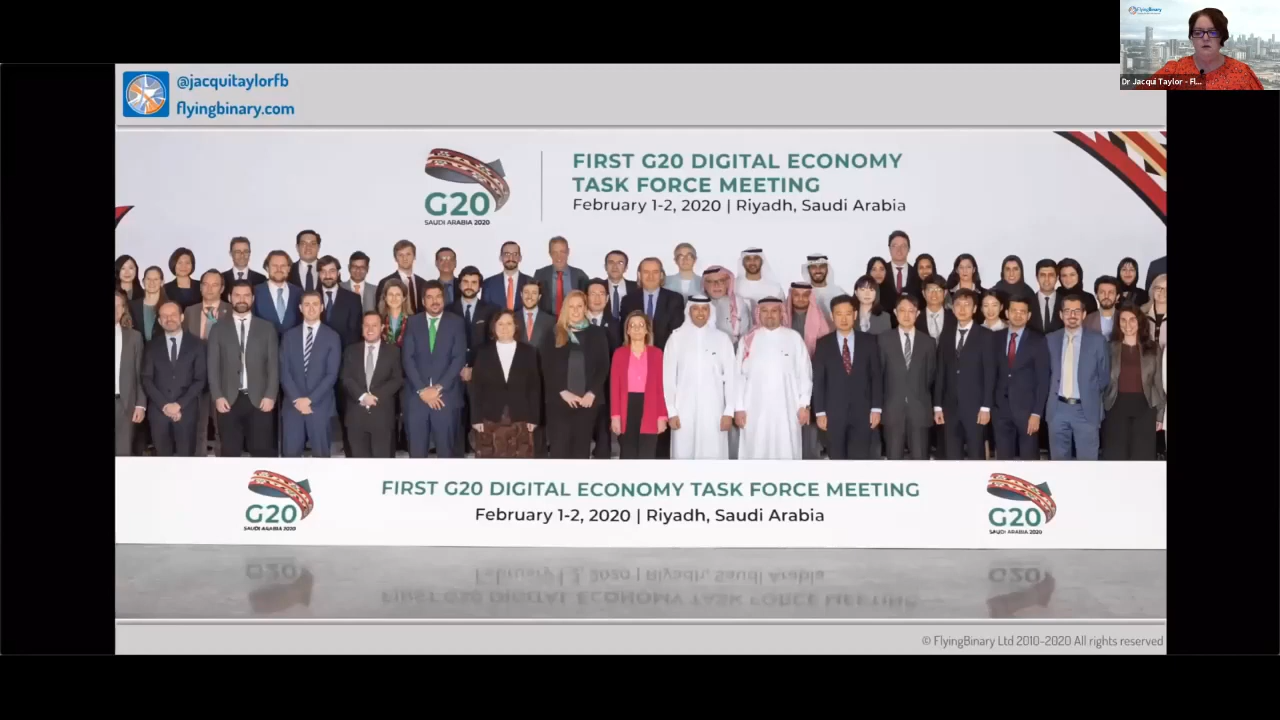 FlyingBinary
Dr Jacqui Taylor - Fl...
@jacquitaylorfb
flyingbinary.com
G20
SAUDI ARABIA 2020
FIRST G20 DIGITAL ECONOMY
TASK FORCE MEETING
February 1-2, 2020 | Riyadh, Saudi Arabia
G20
SAUDI ARABIA 2020
FIRST G20 DIGITAL ECONOMY TASK FORCE MEETING
February 1-2, 2020 | Riyadh, Saudi Arabia
G20
SAUDI ARABIA 2020
© FlyingBinary Ltd 2010-2020 All rights reserved